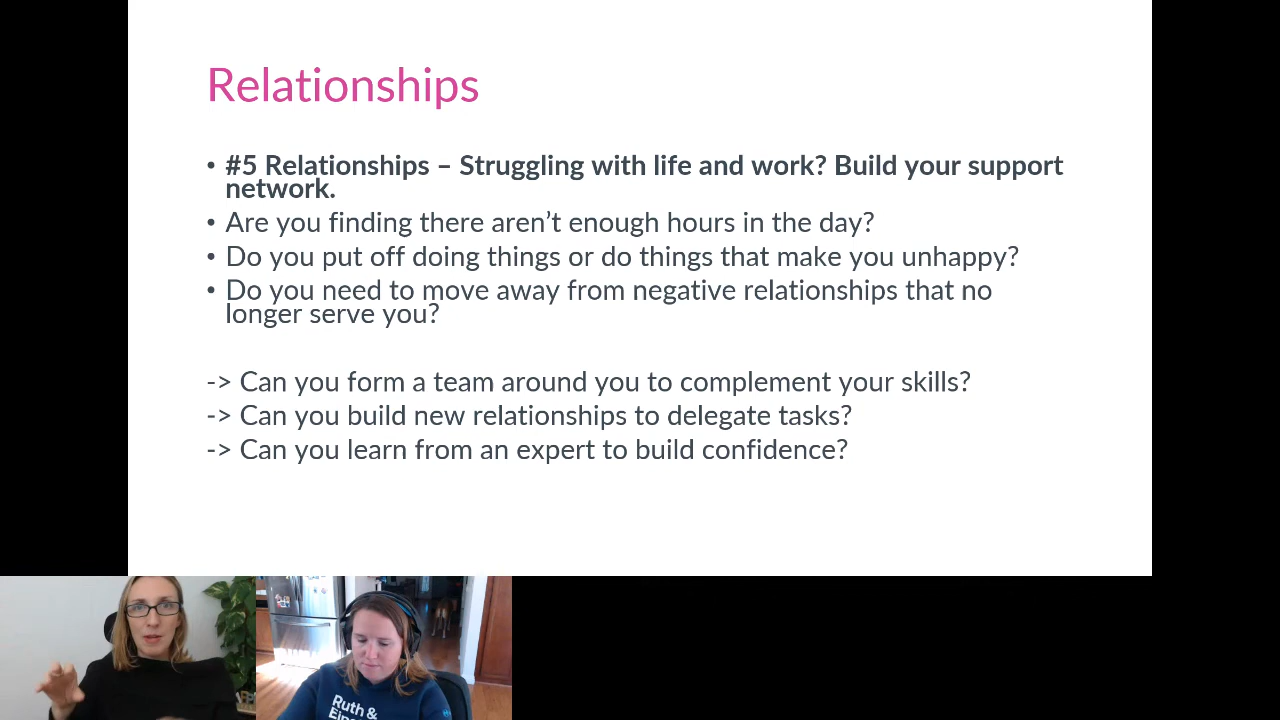 Relationships
• #5 Relationships – Struggling with life and work? Build your support
network.
• Are you finding there aren’t enough hours in the day?
• Do you put off doing things or do things that make you unhappy?
• Do you need to move away from negative relationships that no
longer serve you?
-> Can you form a team around you to complement your skills?
-> Can you build new relationships to delegate tasks?
-> Can you learn from an expert to build confidence?
Ruth &